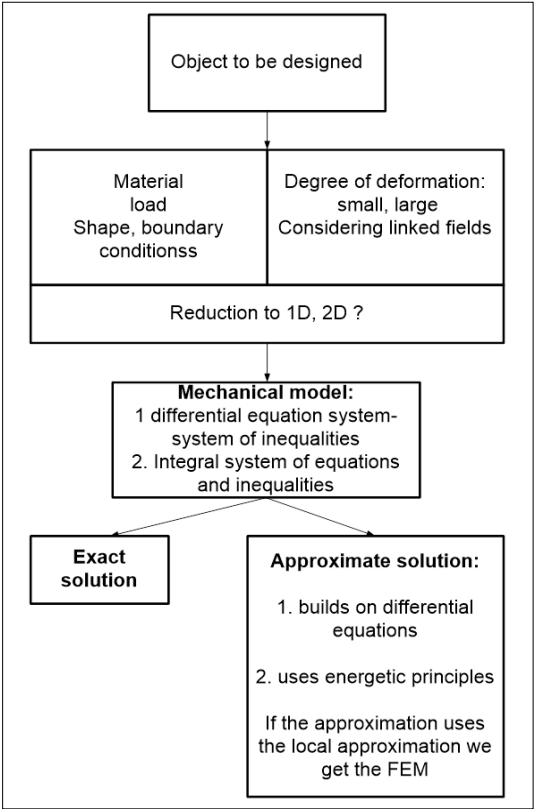 Object to be designed
Material
load
Shape, boundary
conditionss
Degree of deformation:
small, large
Considering linked fields
Reduction to 1D, 2D ?
Mechanical model:
1 differential equation system-
system of inequalities
2. Integral system of equations
and inequalities
Exact
solution
Approximate solution:
1. builds on differential
equations
2. uses energetic principles
If the approximation uses
the local approximation we
get the FEM